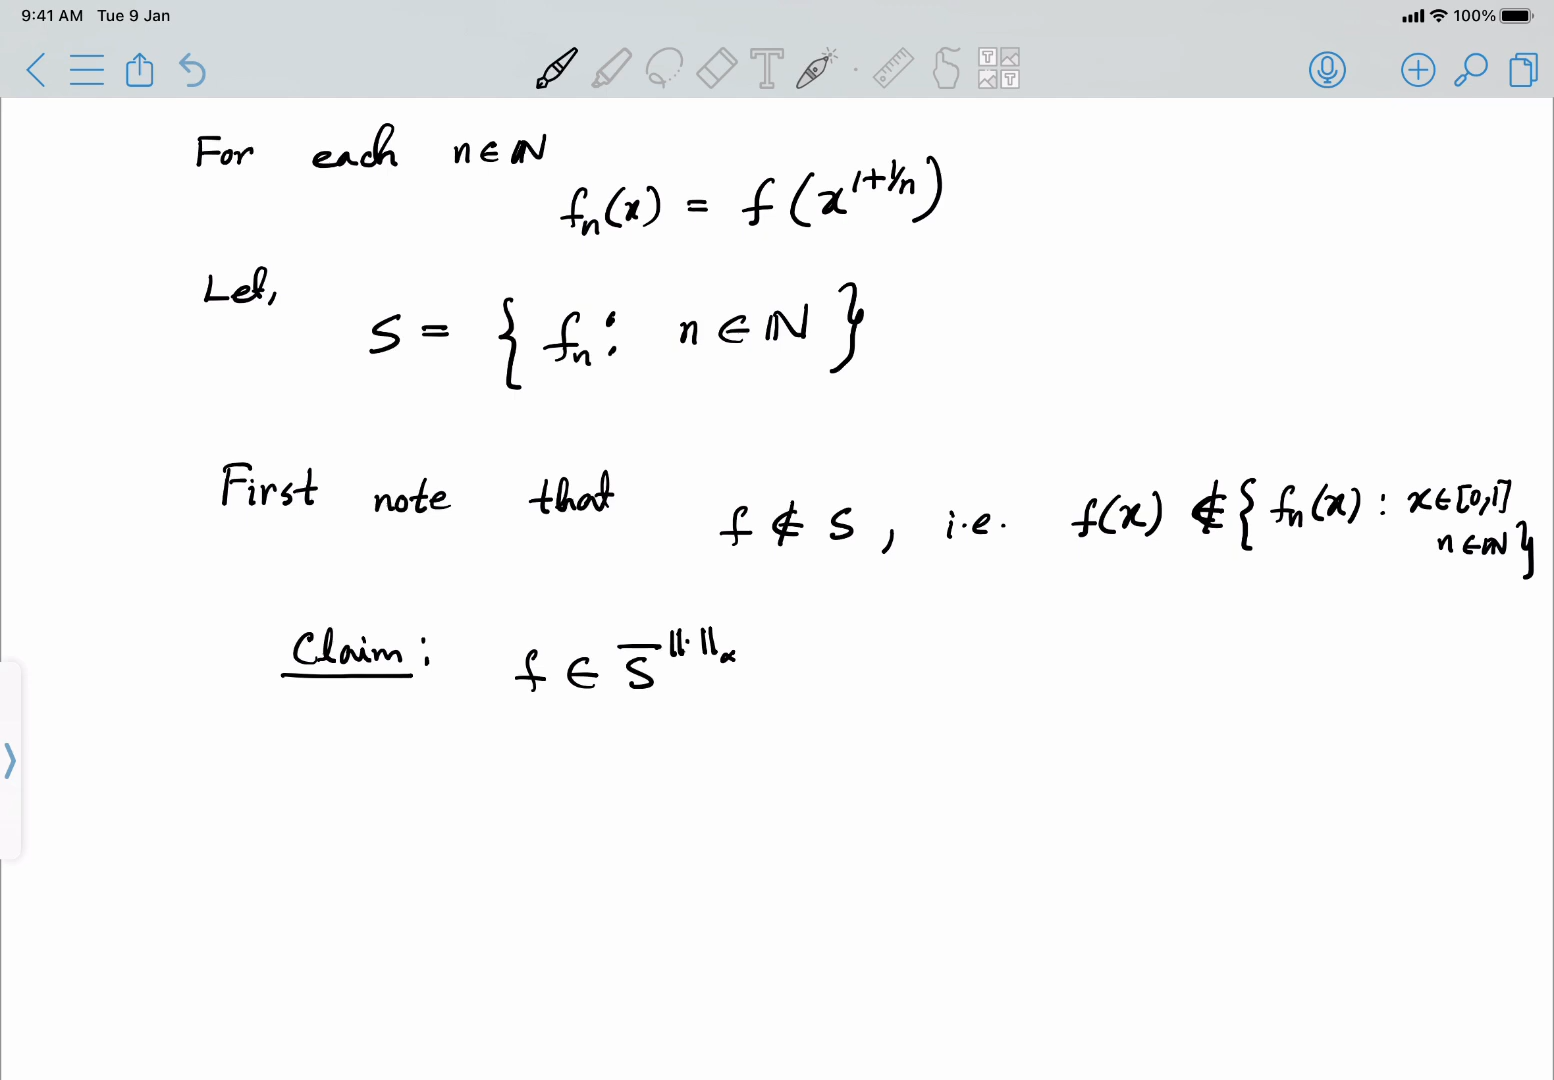 9:41 AM Tue 9 Jan 100%
For each n ∈ ℕ
fₙ(x) = f(x^{1+1/n})
Let,
S = { fₙ : n ∈ ℕ }
First note that f ∉ S, i.e. f(x) ∉ { fₙ(x) : x ∈ [0,1]
n ∈ ℕ }
Claim : f ∈ S̅^{‖·‖_α}